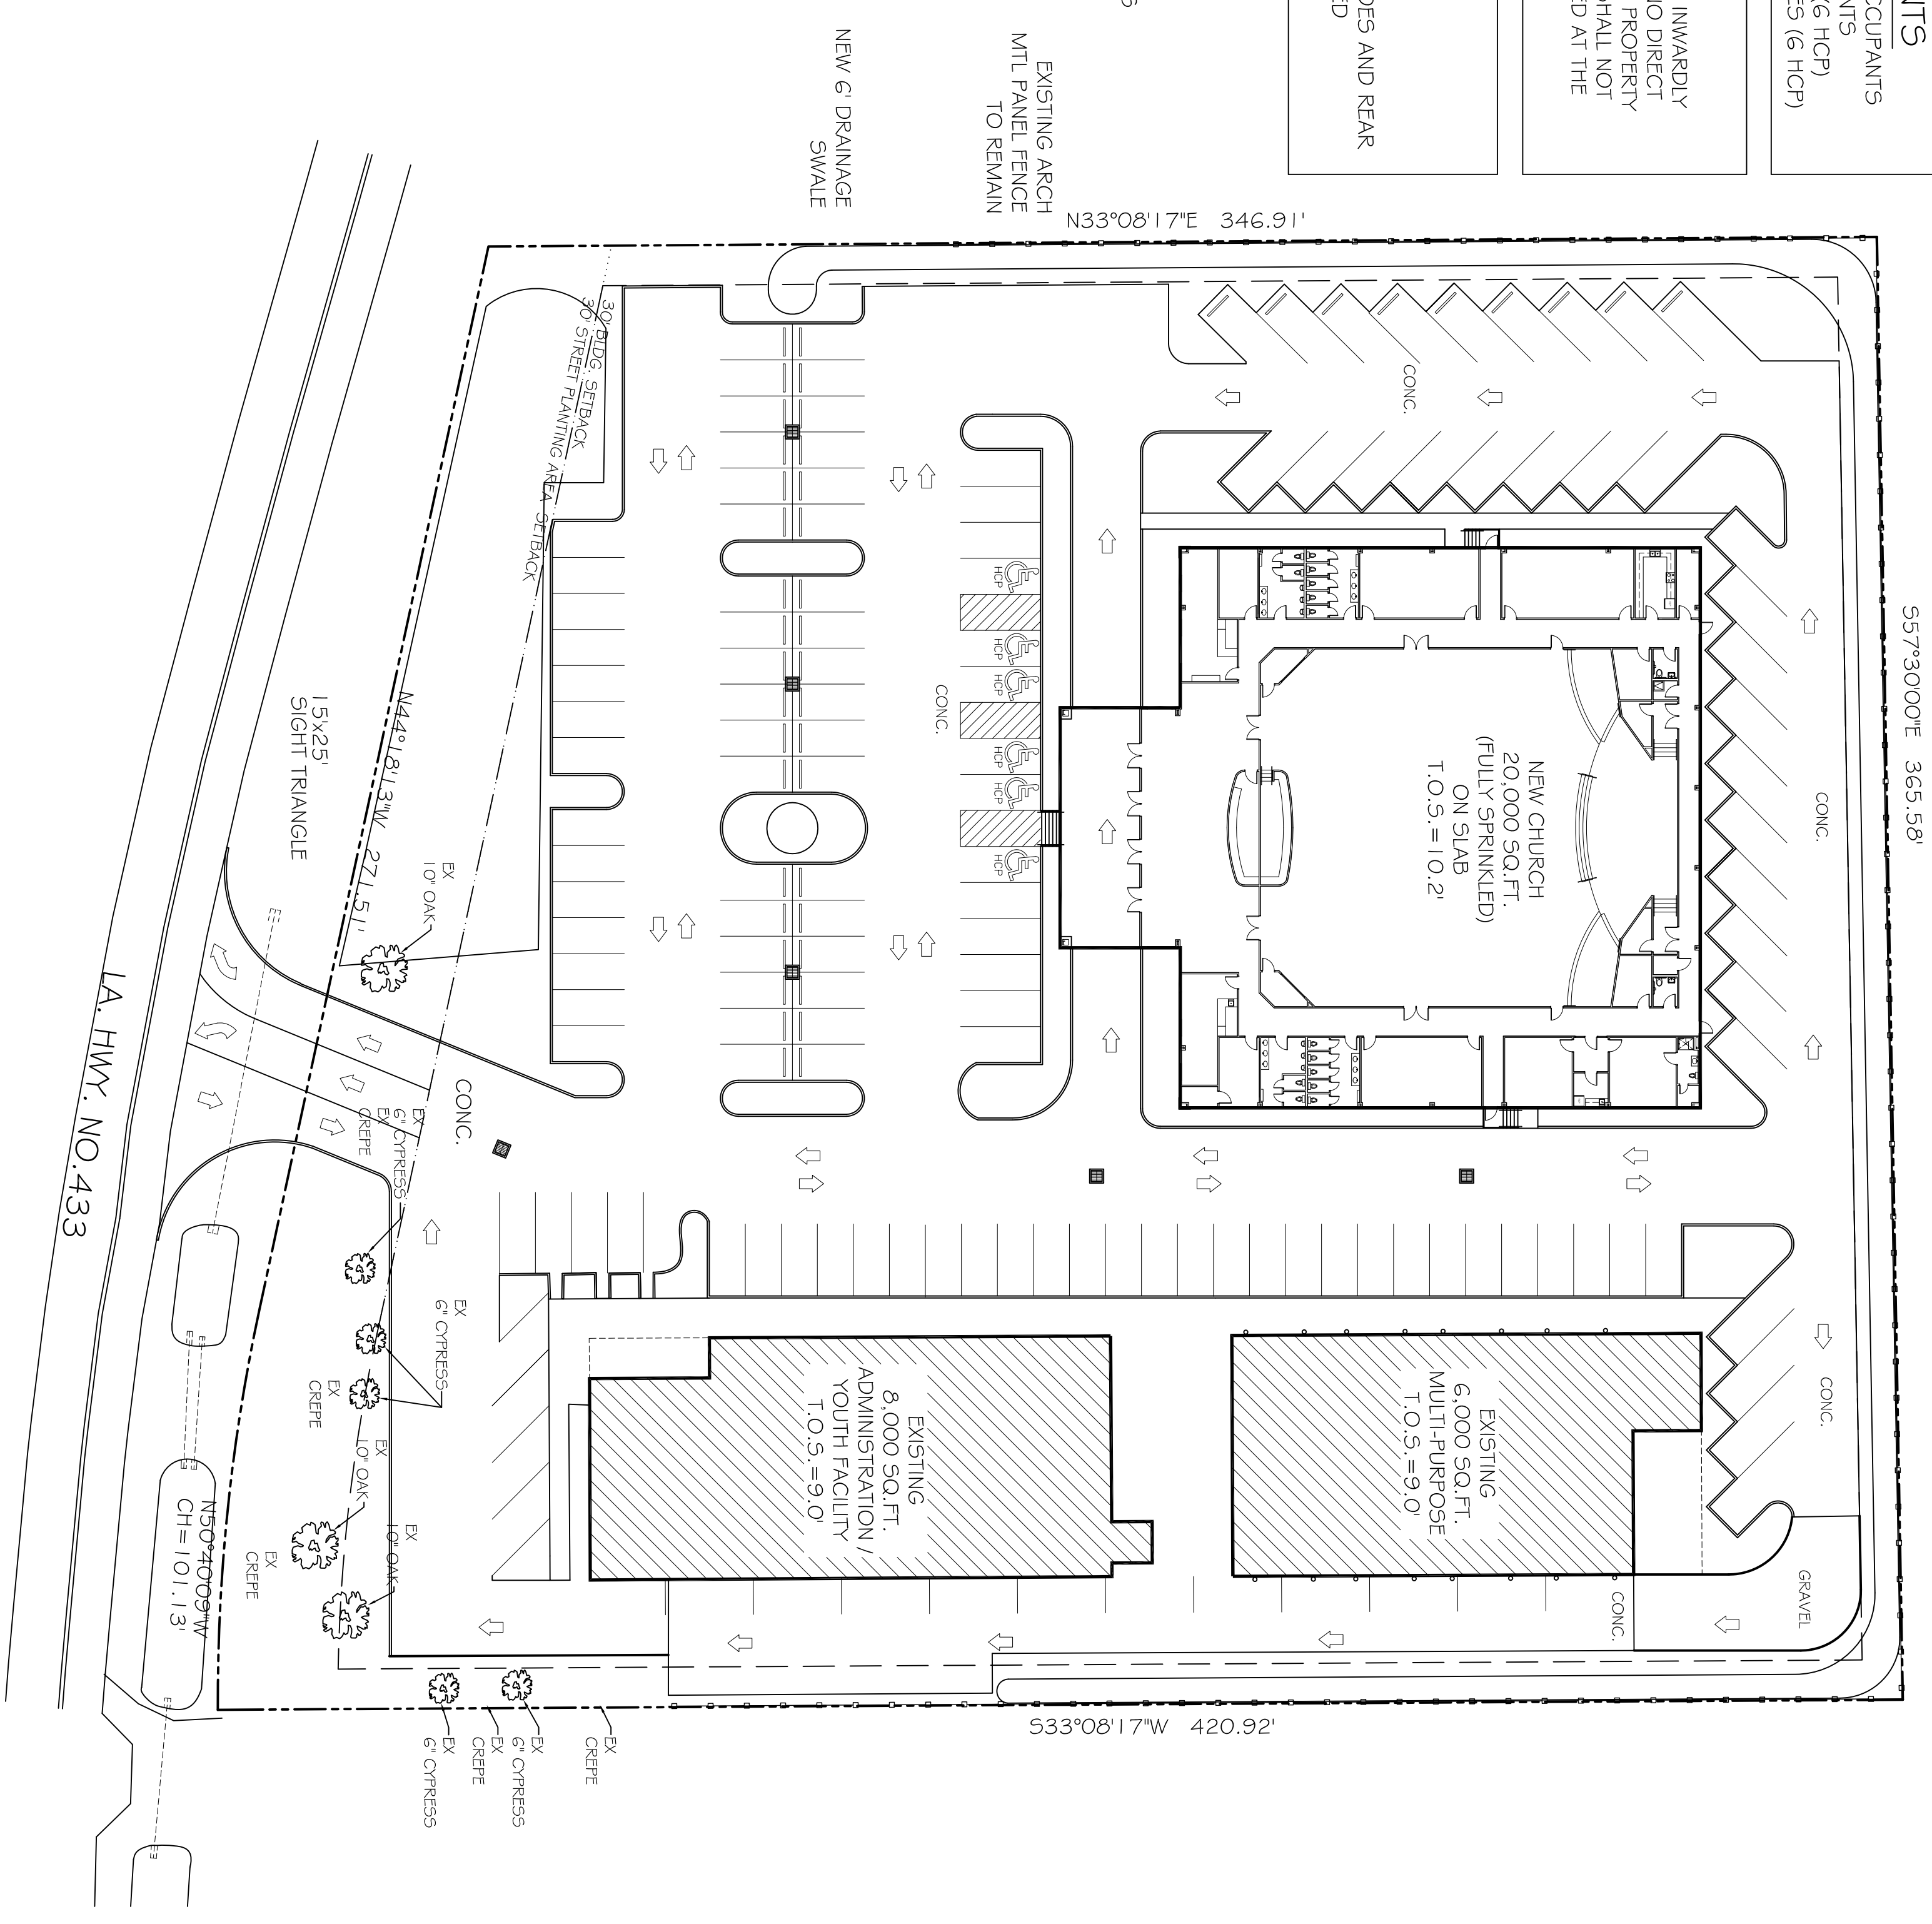 NTS
CCUPANTS
NTS
(6 HCP)
ES (6 HCP)
INWARDLY
NO DIRECT
PROPERTY
SHALL NOT
ED AT THE
DES AND REAR
ED
EXISTING ARCH
MTL PANEL FENCE
TO REMAIN
NEW 6' DRAINAGE
SWALE
N33°08'17"E 346.91'
S57°30'00"E 365.58'
S33°08'17"W 420.92'
N44°18'13"W 271.51'
N50°40'09"W
CH=101.13'
30' BLDG. SETBACK
30' STREET PLANTING AREA SETBACK
15'x25'
SIGHT TRIANGLE
LA. HWY. NO.433
NEW CHURCH
20,000 SQ.FT.
(FULLY SPRINKLED)
ON SLAB
T.O.S.=10.2'
EXISTING
6,000 SQ.FT.
MULTI-PURPOSE
T.O.S.=9.0'
EXISTING
8,000 SQ.FT.
ADMINISTRATION /
YOUTH FACILITY
T.O.S.=9.0'
CONC.
CONC.
CONC.
CONC.
CONC.
CONC.
GRAVEL
HCP
HCP
HCP
HCP
HCP
HCP
EX
10" OAK
EX
6" CYPRESS
EX
CREPE
EX
6" CYPRESS
EX
CREPE
EX
10" OAK
EX
10" OAK
EX
CREPE
EX
CREPE
EX
6" CYPRESS
EX
CREPE
EX
6" CYPRESS